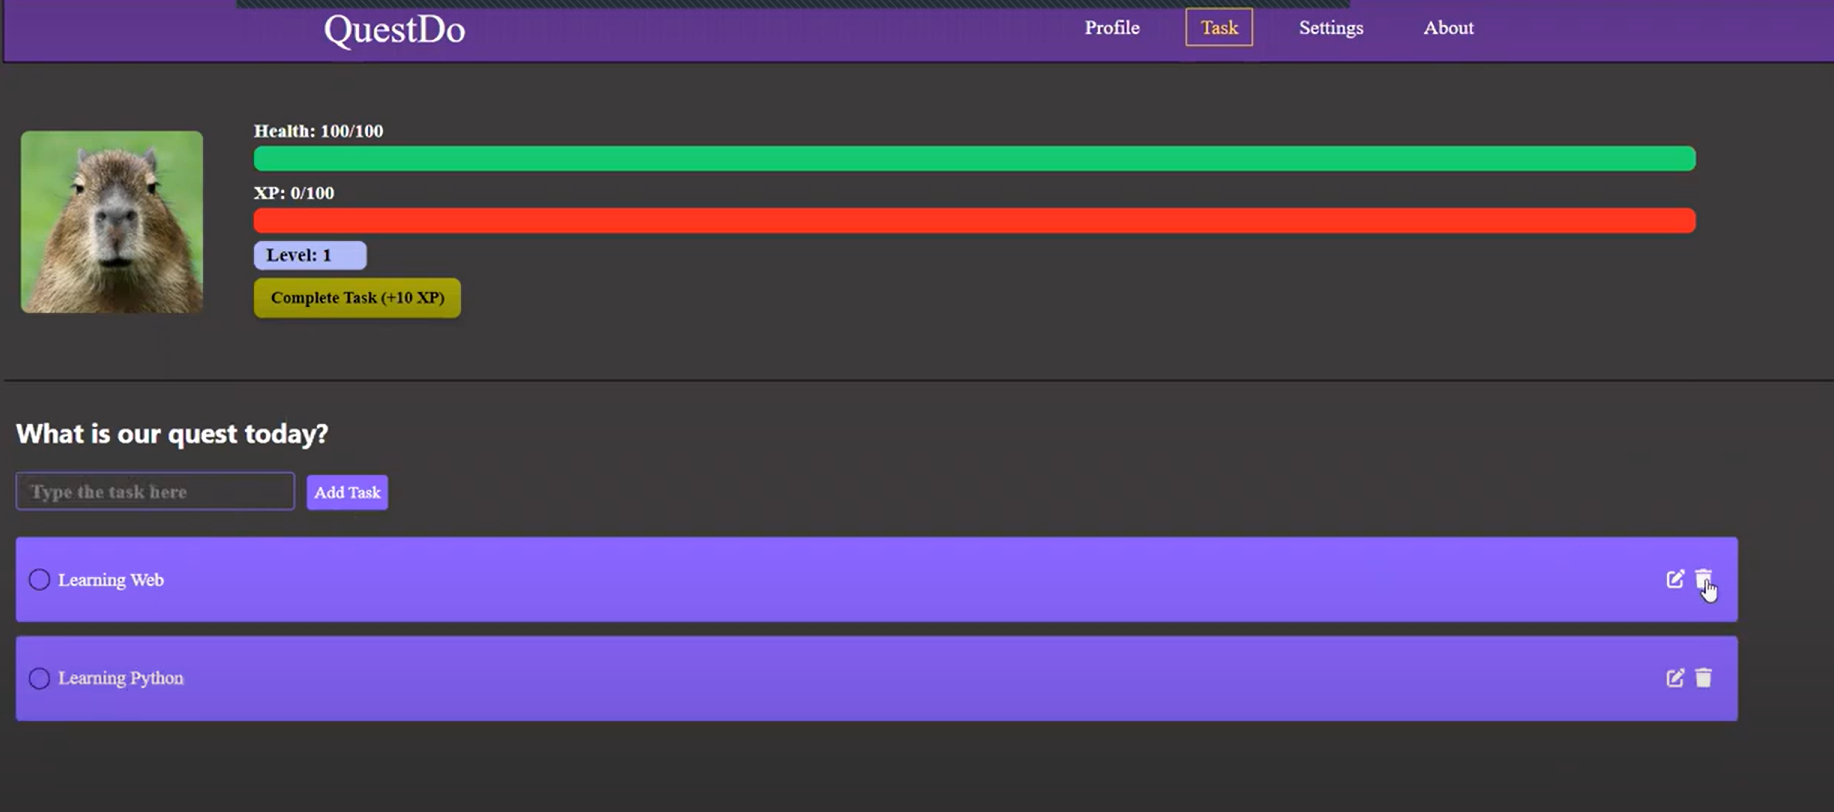 QuestDo
Profile Task Settings About
Health: 100/100
XP: 0/100
Level: 1
Complete Task (+10 XP)
What is our quest today?
Type the task here Add Task
Learning Web
Learning Python